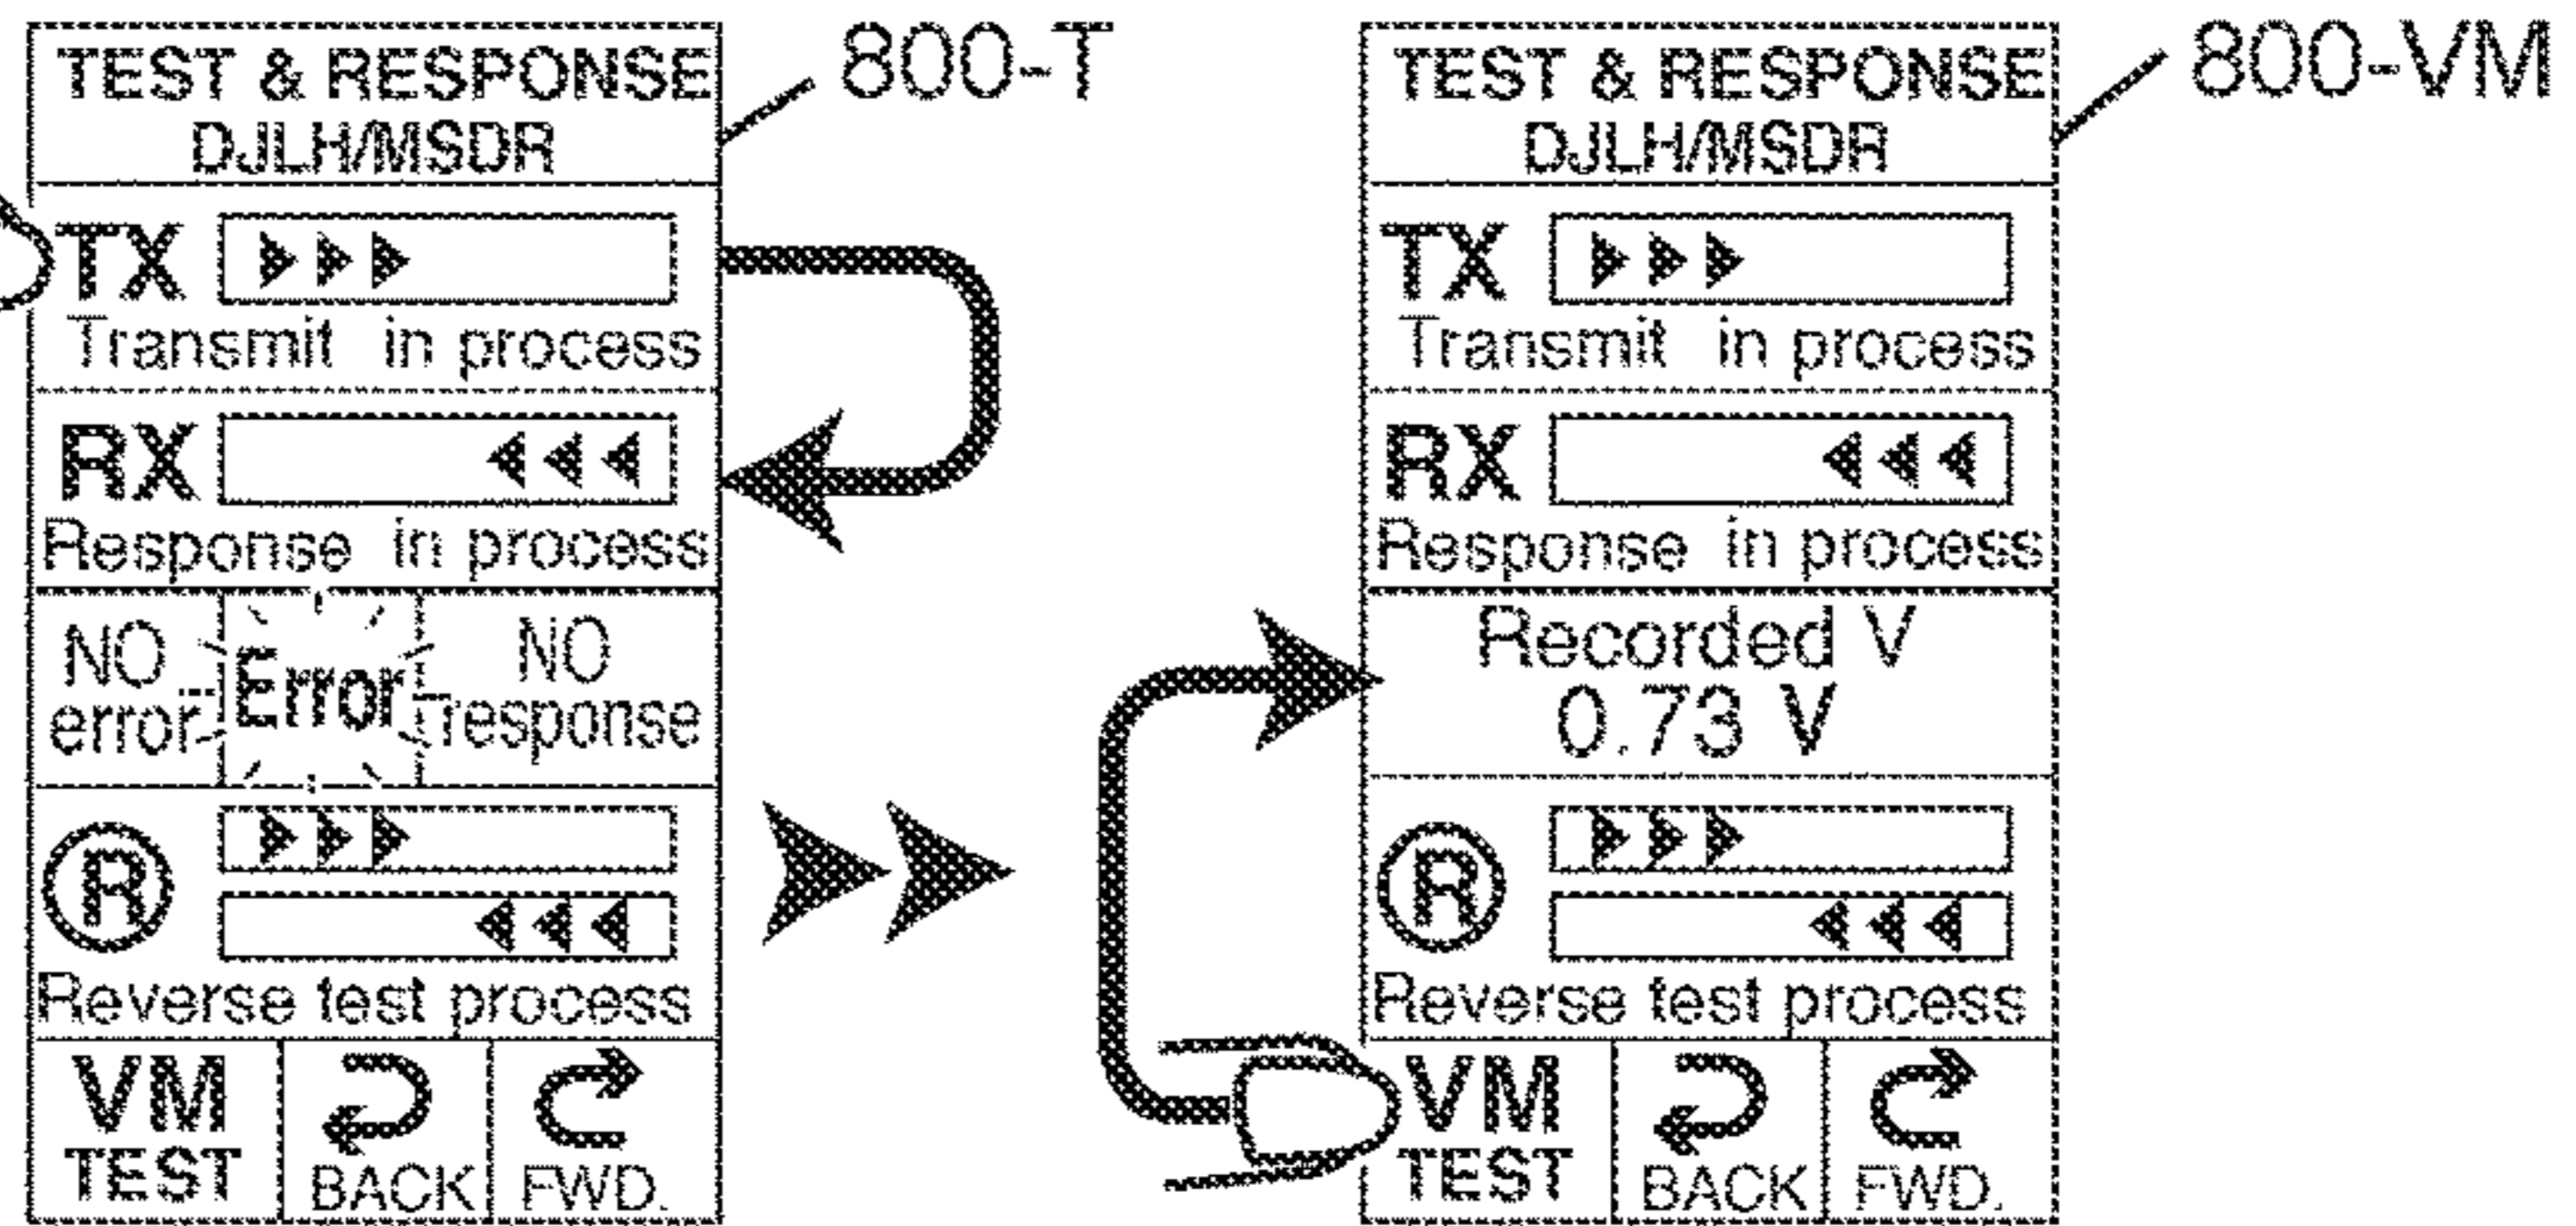 TEST & RESPONSE
DJLH/MSDR
TX
Transmit in process
RX
Response in process
NO
error
Error
NO
response
R
Reverse test process
VM
TEST
BACK
FWD.
800-T
TEST & RESPONSE
DJLH/MSDR
TX
Transmit in process
RX
Response in process
Recorded V
0.73 V
R
Reverse test process
VM
TEST
BACK
FWD.
800-VM